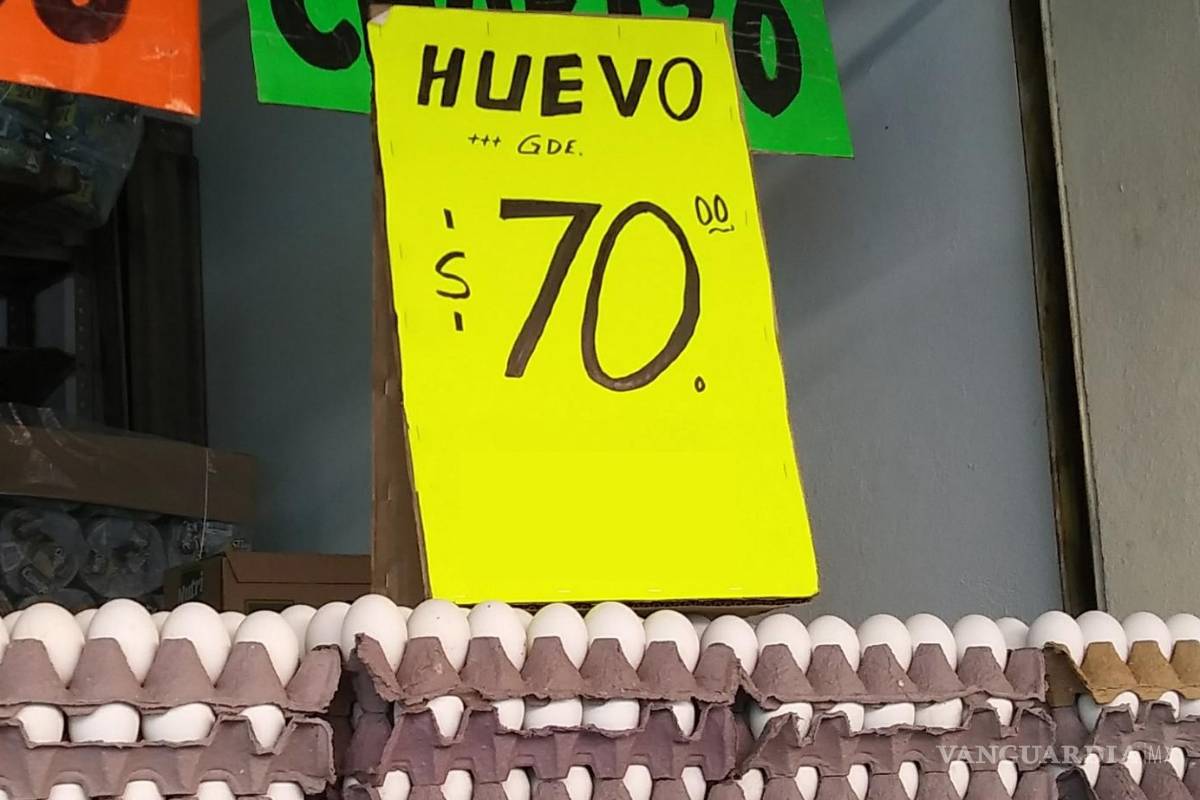 HUEVO
+++ GDE.
$ 70.00
VANGUARDIA MX